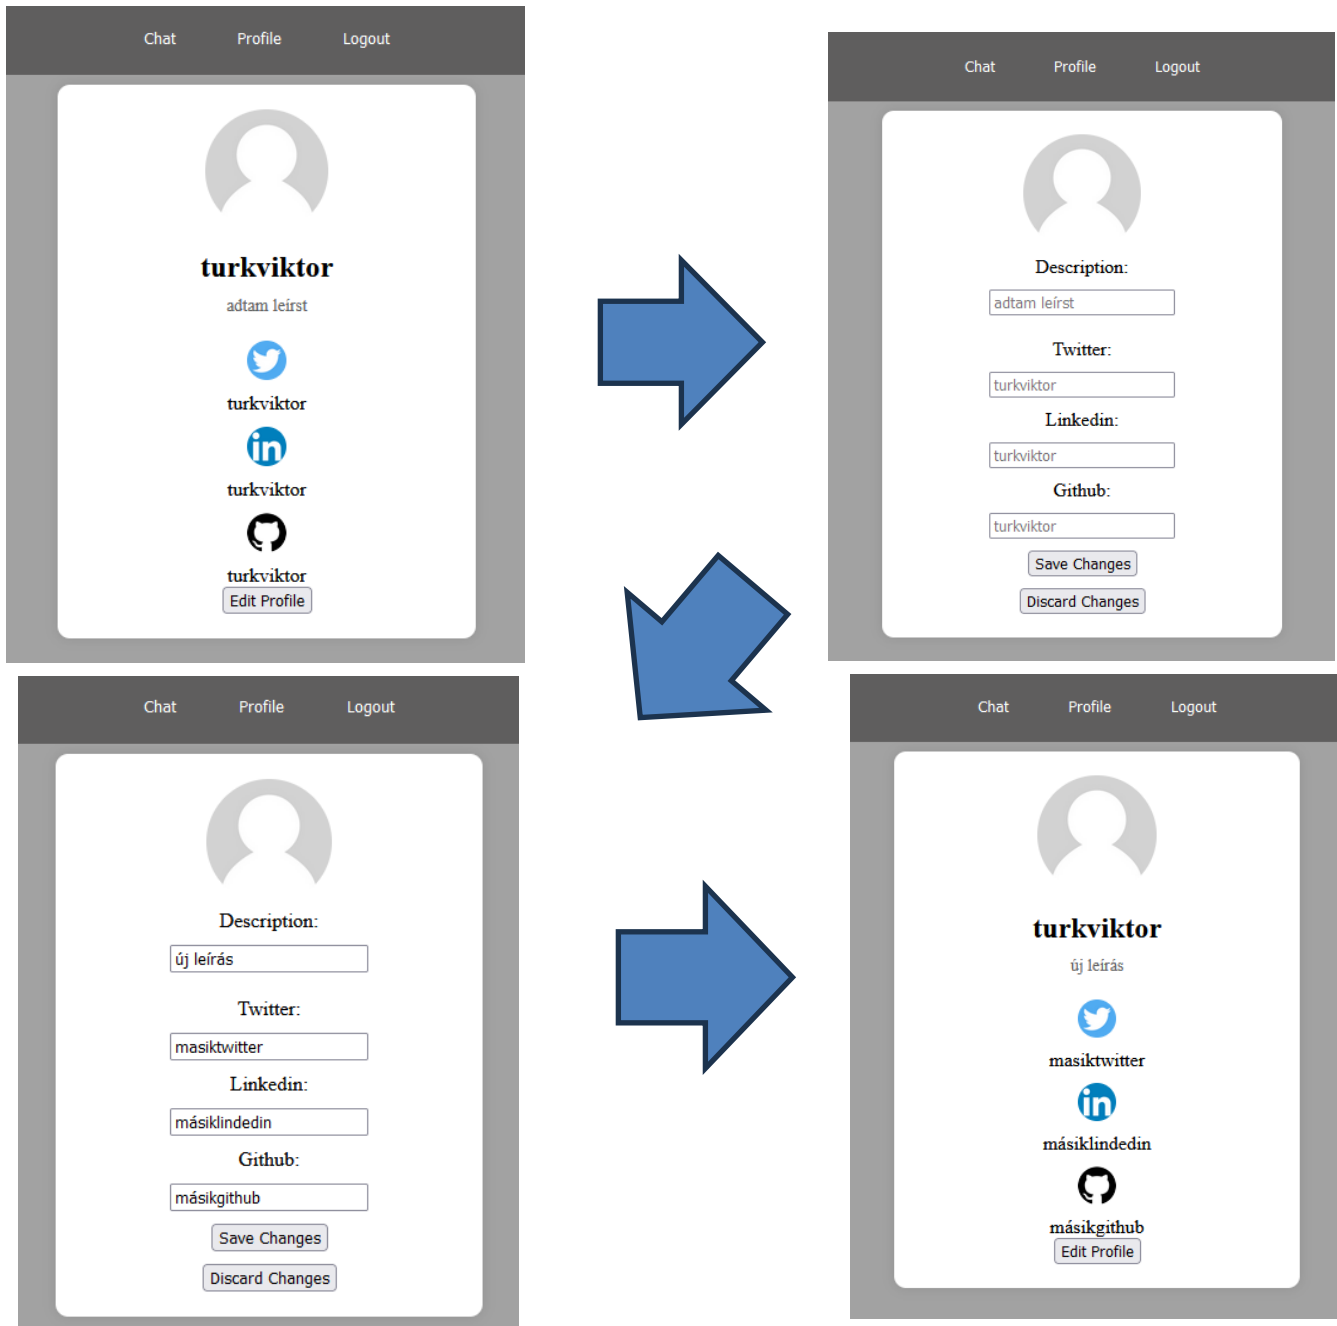 Chat Profile Logout
turkviktor
adtam leírst
turkviktor
in
turkviktor
turkviktor
Edit Profile
Chat Profile Logout
Description:
adtam leírst
Twitter:
turkviktor
Linkedin:
turkviktor
Github:
turkviktor
Save Changes
Discard Changes
Chat Profile Logout
Description:
új leírás
Twitter:
masiktwitter
Linkedin:
másiklindedin
Github:
másikgithub
Save Changes
Discard Changes
Chat Profile Logout
turkviktor
új leírás
masiktwitter
in
másiklindedin
másikgithub
Edit Profile